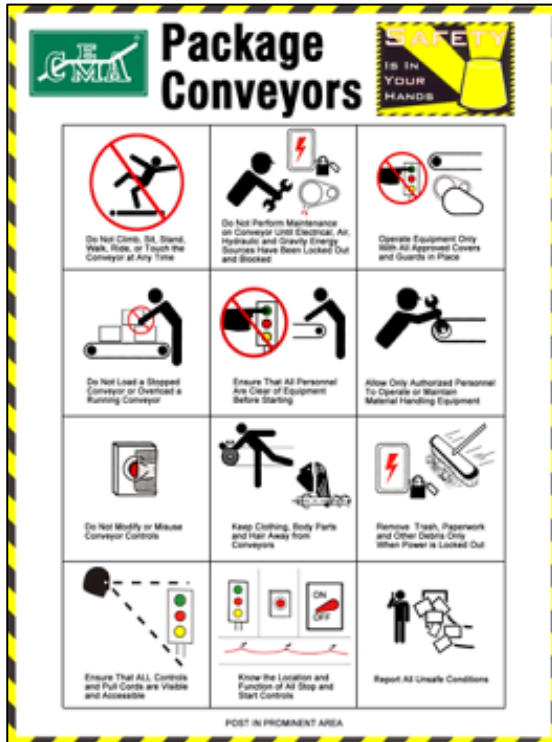 CEMA
Package
Conveyors
SAFETY
IS IN
YOUR
HANDS
Do Not Climb, Sit, Stand,
Walk, Ride, or Touch the
Conveyor at Any Time
Do Not Perform Maintenance
on Conveyor Until Electrical, Air,
Hydraulic and Gravity Energy
Sources Have Been Locked Out
and Blocked
Operate Equipment Only
With All Approved Covers
and Guards in Place
Do Not Load a Stopped
Conveyor or Overload a
Running Conveyor
Ensure That All Personnel
Are Clear of Equipment
Before Starting
Allow Only Authorized Personnel
To Operate or Maintain
Material Handling Equipment
Do Not Modify or Misuse
Conveyor Controls
Keep Clothing, Body Parts
and Hair Away from
Conveyors
Remove Trash, Paperwork
and Other Debris Only
When Power is Locked Out
ON
OFF
Ensure That ALL Controls
and Pull Cords are Visible
and Accessible
Know the Location and
Function of All Stop and
Start Controls
Report All Unsafe Conditions
POST IN PROMINENT AREA